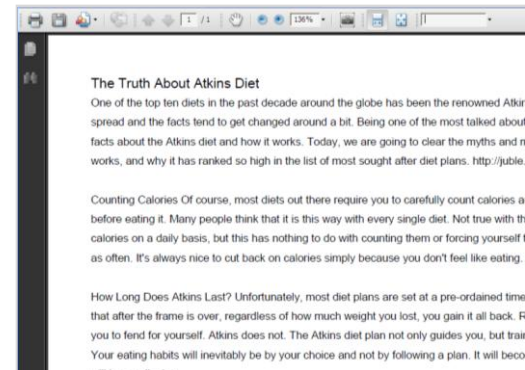 1 / 1
136%
The Truth About Atkins Diet
One of the top ten diets in the past decade around the globe has been the renowned Atkin
spread and the facts tend to get changed around a bit. Being one of the most talked about
facts about the Atkins diet and how it works. Today, we are going to clear the myths and m
works, and why it has ranked so high in the list of most sought after diet plans. http://juble.
Counting Calories Of course, most diets out there require you to carefully count calories a
before eating it. Many people think that it is this way with every single diet. Not true with th
calories on a daily basis, but this has nothing to do with counting them or forcing yourself t
as often. It's always nice to cut back on calories simply because you don't feel like eating.
How Long Does Atkins Last? Unfortunately, most diet plans are set at a pre-ordained time
that after the frame is over, regardless of how much weight you lost, you gain it all back. R
you to fend for yourself. Atkins does not. The Atkins diet plan not only guides you, but train
Your eating habits will inevitably be by your choice and not by following a plan. It will beco